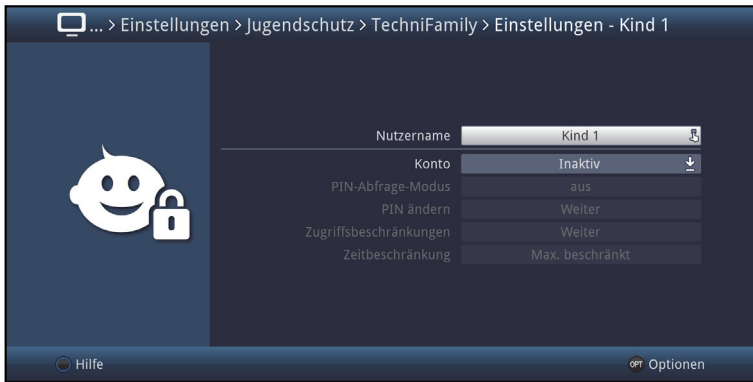 ... > Einstellungen > Jugendschutz > TechniFamily > Einstellungen - Kind 1
Nutzername Kind 1
Konto Inaktiv
PIN-Abfrage-Modus aus
PIN ändern Weiter
Zugriffsbeschränkungen Weiter
Zeitbeschränkung Max. beschränkt
Hilfe OPT Optionen